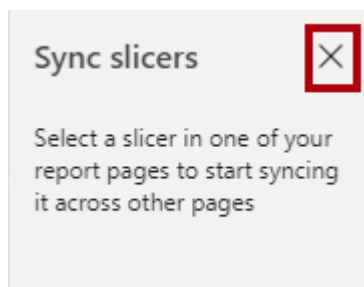 Sync slicers
Select a slicer in one of your
report pages to start syncing
it across other pages